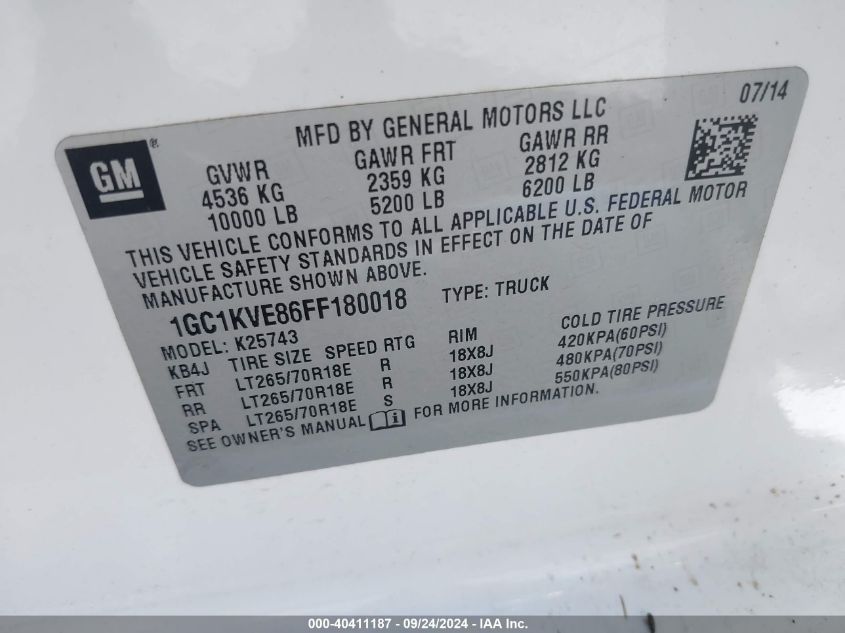 07/14
MFD BY GENERAL MOTORS LLC
GM®
GVWR GAWR FRT GAWR RR
4536 KG 2359 KG 2812 KG
10000 LB 5200 LB 6200 LB
THIS VEHICLE CONFORMS TO ALL APPLICABLE U.S. FEDERAL MOTOR
VEHICLE SAFETY STANDARDS IN EFFECT ON THE DATE OF
MANUFACTURE SHOWN ABOVE.
1GC1KVE86FF180018 TYPE: TRUCK
MODEL: K25743
KB4J TIRE SIZE SPEED RTG RIM COLD TIRE PRESSURE
FRT LT265/70R18E R 18X8J 420KPA(60PSI)
RR LT265/70R18E R 18X8J 480KPA(70PSI)
SPA LT265/70R18E S 18X8J 550KPA(80PSI)
SEE OWNER'S MANUAL i FOR MORE INFORMATION.
000-40411187 - 09/24/2024 - IAA Inc.